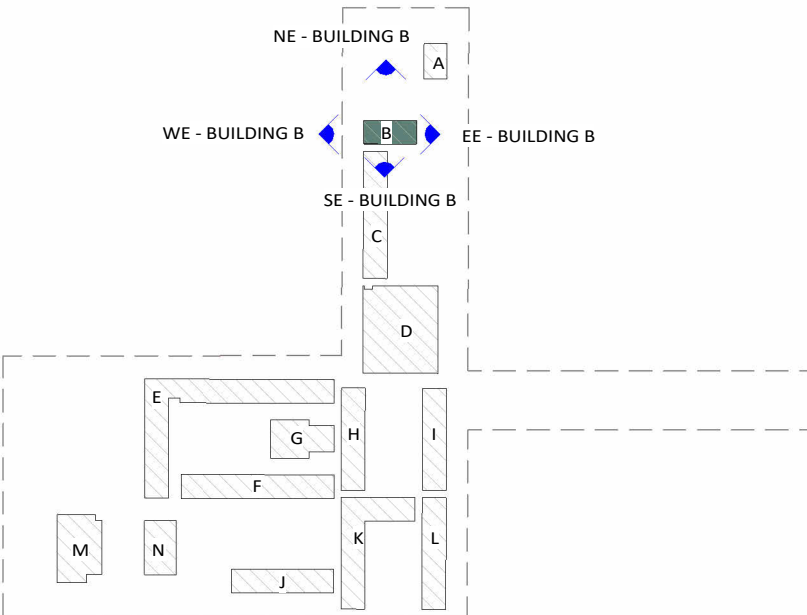 NE - BUILDING B
A
WE - BUILDING B
B
EE - BUILDING B
SE - BUILDING B
C
D
E
G
H
I
F
M
N
K
L
J